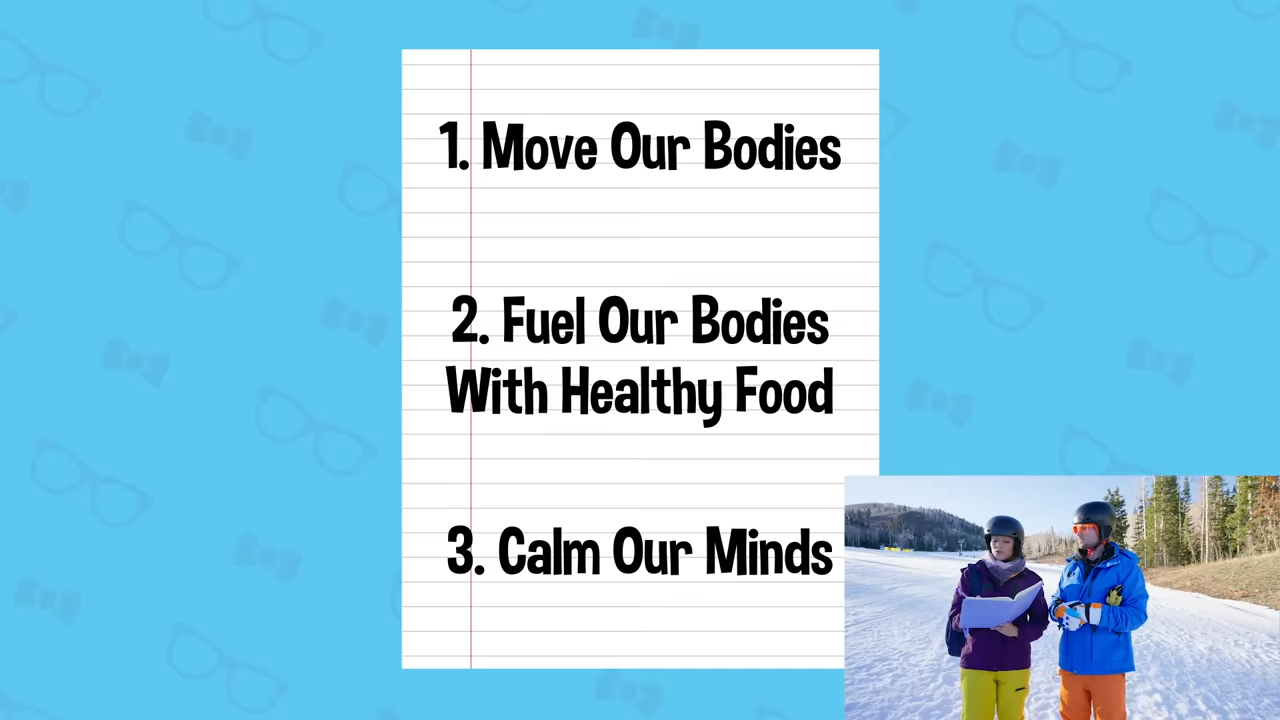 1. Move Our Bodies
2. Fuel Our Bodies
With Healthy Food
3. Calm Our Minds